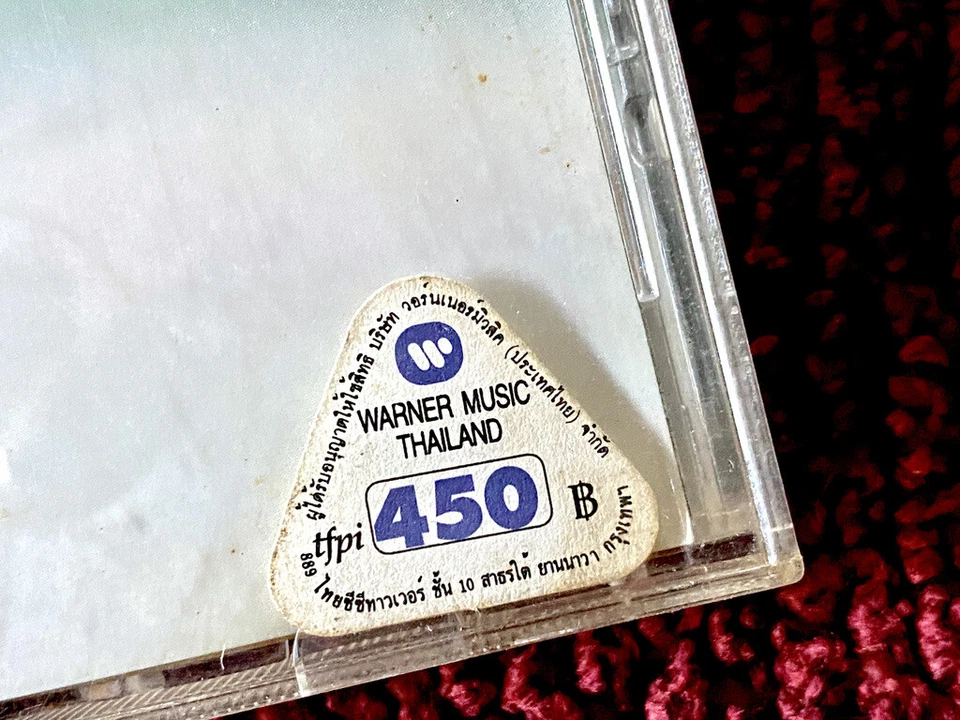 ผู้ได้รับอนุญาตให้ใช้สิทธิ บริษัท วอร์นเนอร์มิวสิค (ประเทศไทย) จำกัด
WARNER MUSIC
THAILAND
450
฿
tfpi
889 ไทยซีซีทาวเวอร์ ชั้น 10 สาธรใต้ ยานนาวา กรุงเทพฯ